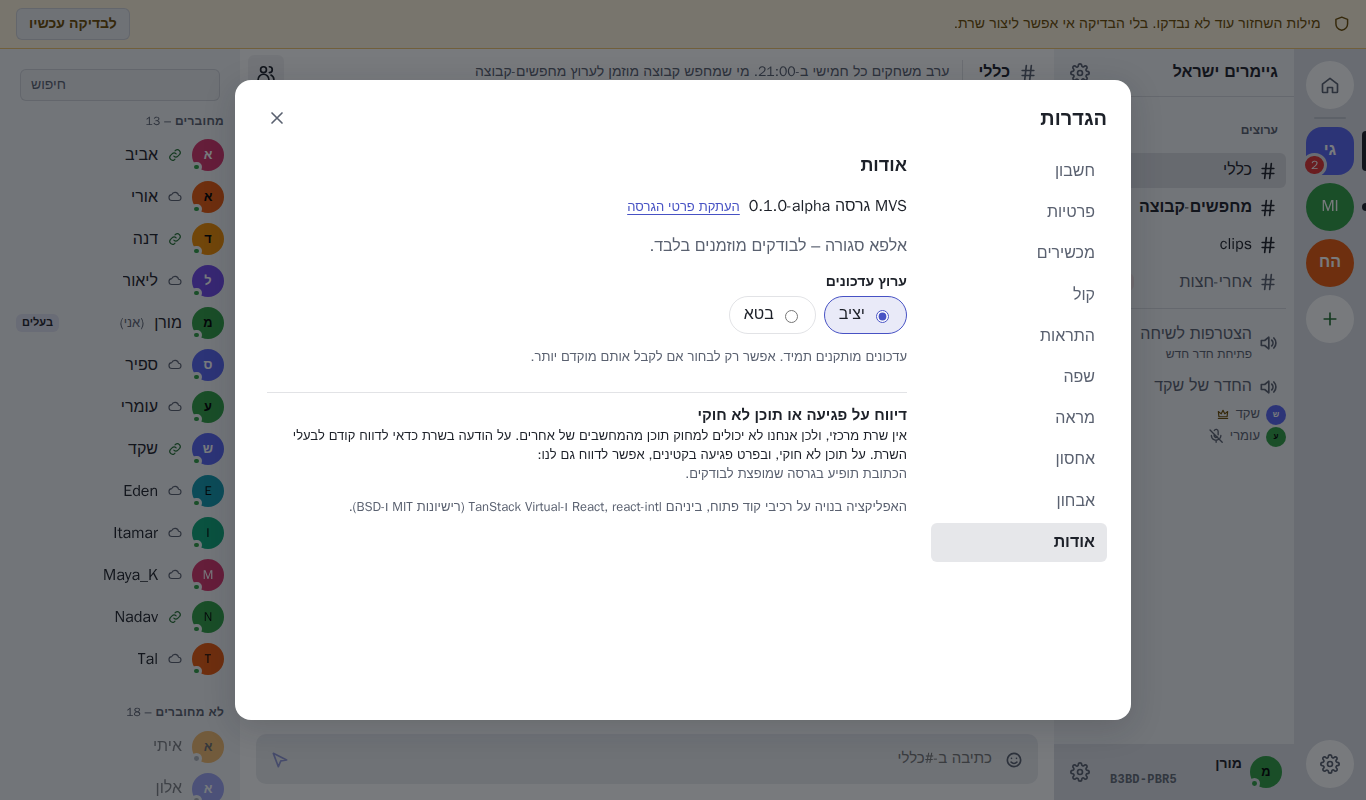 מילות השחזור עוד לא נבדקו. בלי הבדיקה אי אפשר ליצור שרת.
לבדיקה עכשיו
גיימרים ישראל
כללי
ערב משחקים כל חמישי ב-21:00. מי שמחפש קבוצה מוזמן לערוץ מחפשים-קבוצה
חיפוש
גי
2
MI
הח
ערוצים
כללי
מחפשים-קבוצה
clips
אחרי-חצות
הצטרפות לשיחה
פתיחת חדר חדש
החדר של שקד
ש
שקד
ע
עומרי
מורן
B3BD-PBR5
מ
הגדרות
חשבון
פרטיות
מכשירים
קול
התראות
שפה
מראה
אחסון
אבחון
אודות
אודות
MVS גרסה 0.1.0-alpha העתקת פרטי הגרסה
אלפא סגורה – לבודקים מוזמנים בלבד.
ערוץ עדכונים
יציב
בטא
עדכונים מותקנים תמיד. אפשר רק לבחור אם לקבל אותם מוקדם יותר.
דיווח על פגיעה או תוכן לא חוקי
אין שרת מרכזי, ולכן אנחנו לא יכולים למחוק תוכן מהמחשבים של אחרים. על הודעה בשרת כדאי לדווח קודם לבעלי
השרת. על תוכן לא חוקי, ובפרט פגיעה בקטינים, אפשר לדווח גם לנו:
הכתובת תופיע בגרסה שמופצת לבודקים.
האפליקציה בנויה על רכיבי קוד פתוח, ביניהם React, react-intl ו-TanStack Virtual (רישיונות MIT ו-BSD).
כתיבה ב-#כללי
מחוברים – 13
א
אביב
א
אורי
ד
דנה
ל
ליאור
מ
מורן (אני)
בעלים
ס
ספיר
ע
עומרי
ש
שקד
E
Eden
I
Itamar
M
Maya_K
N
Nadav
T
Tal
לא מחוברים – 18
א
איתי
א
אלון